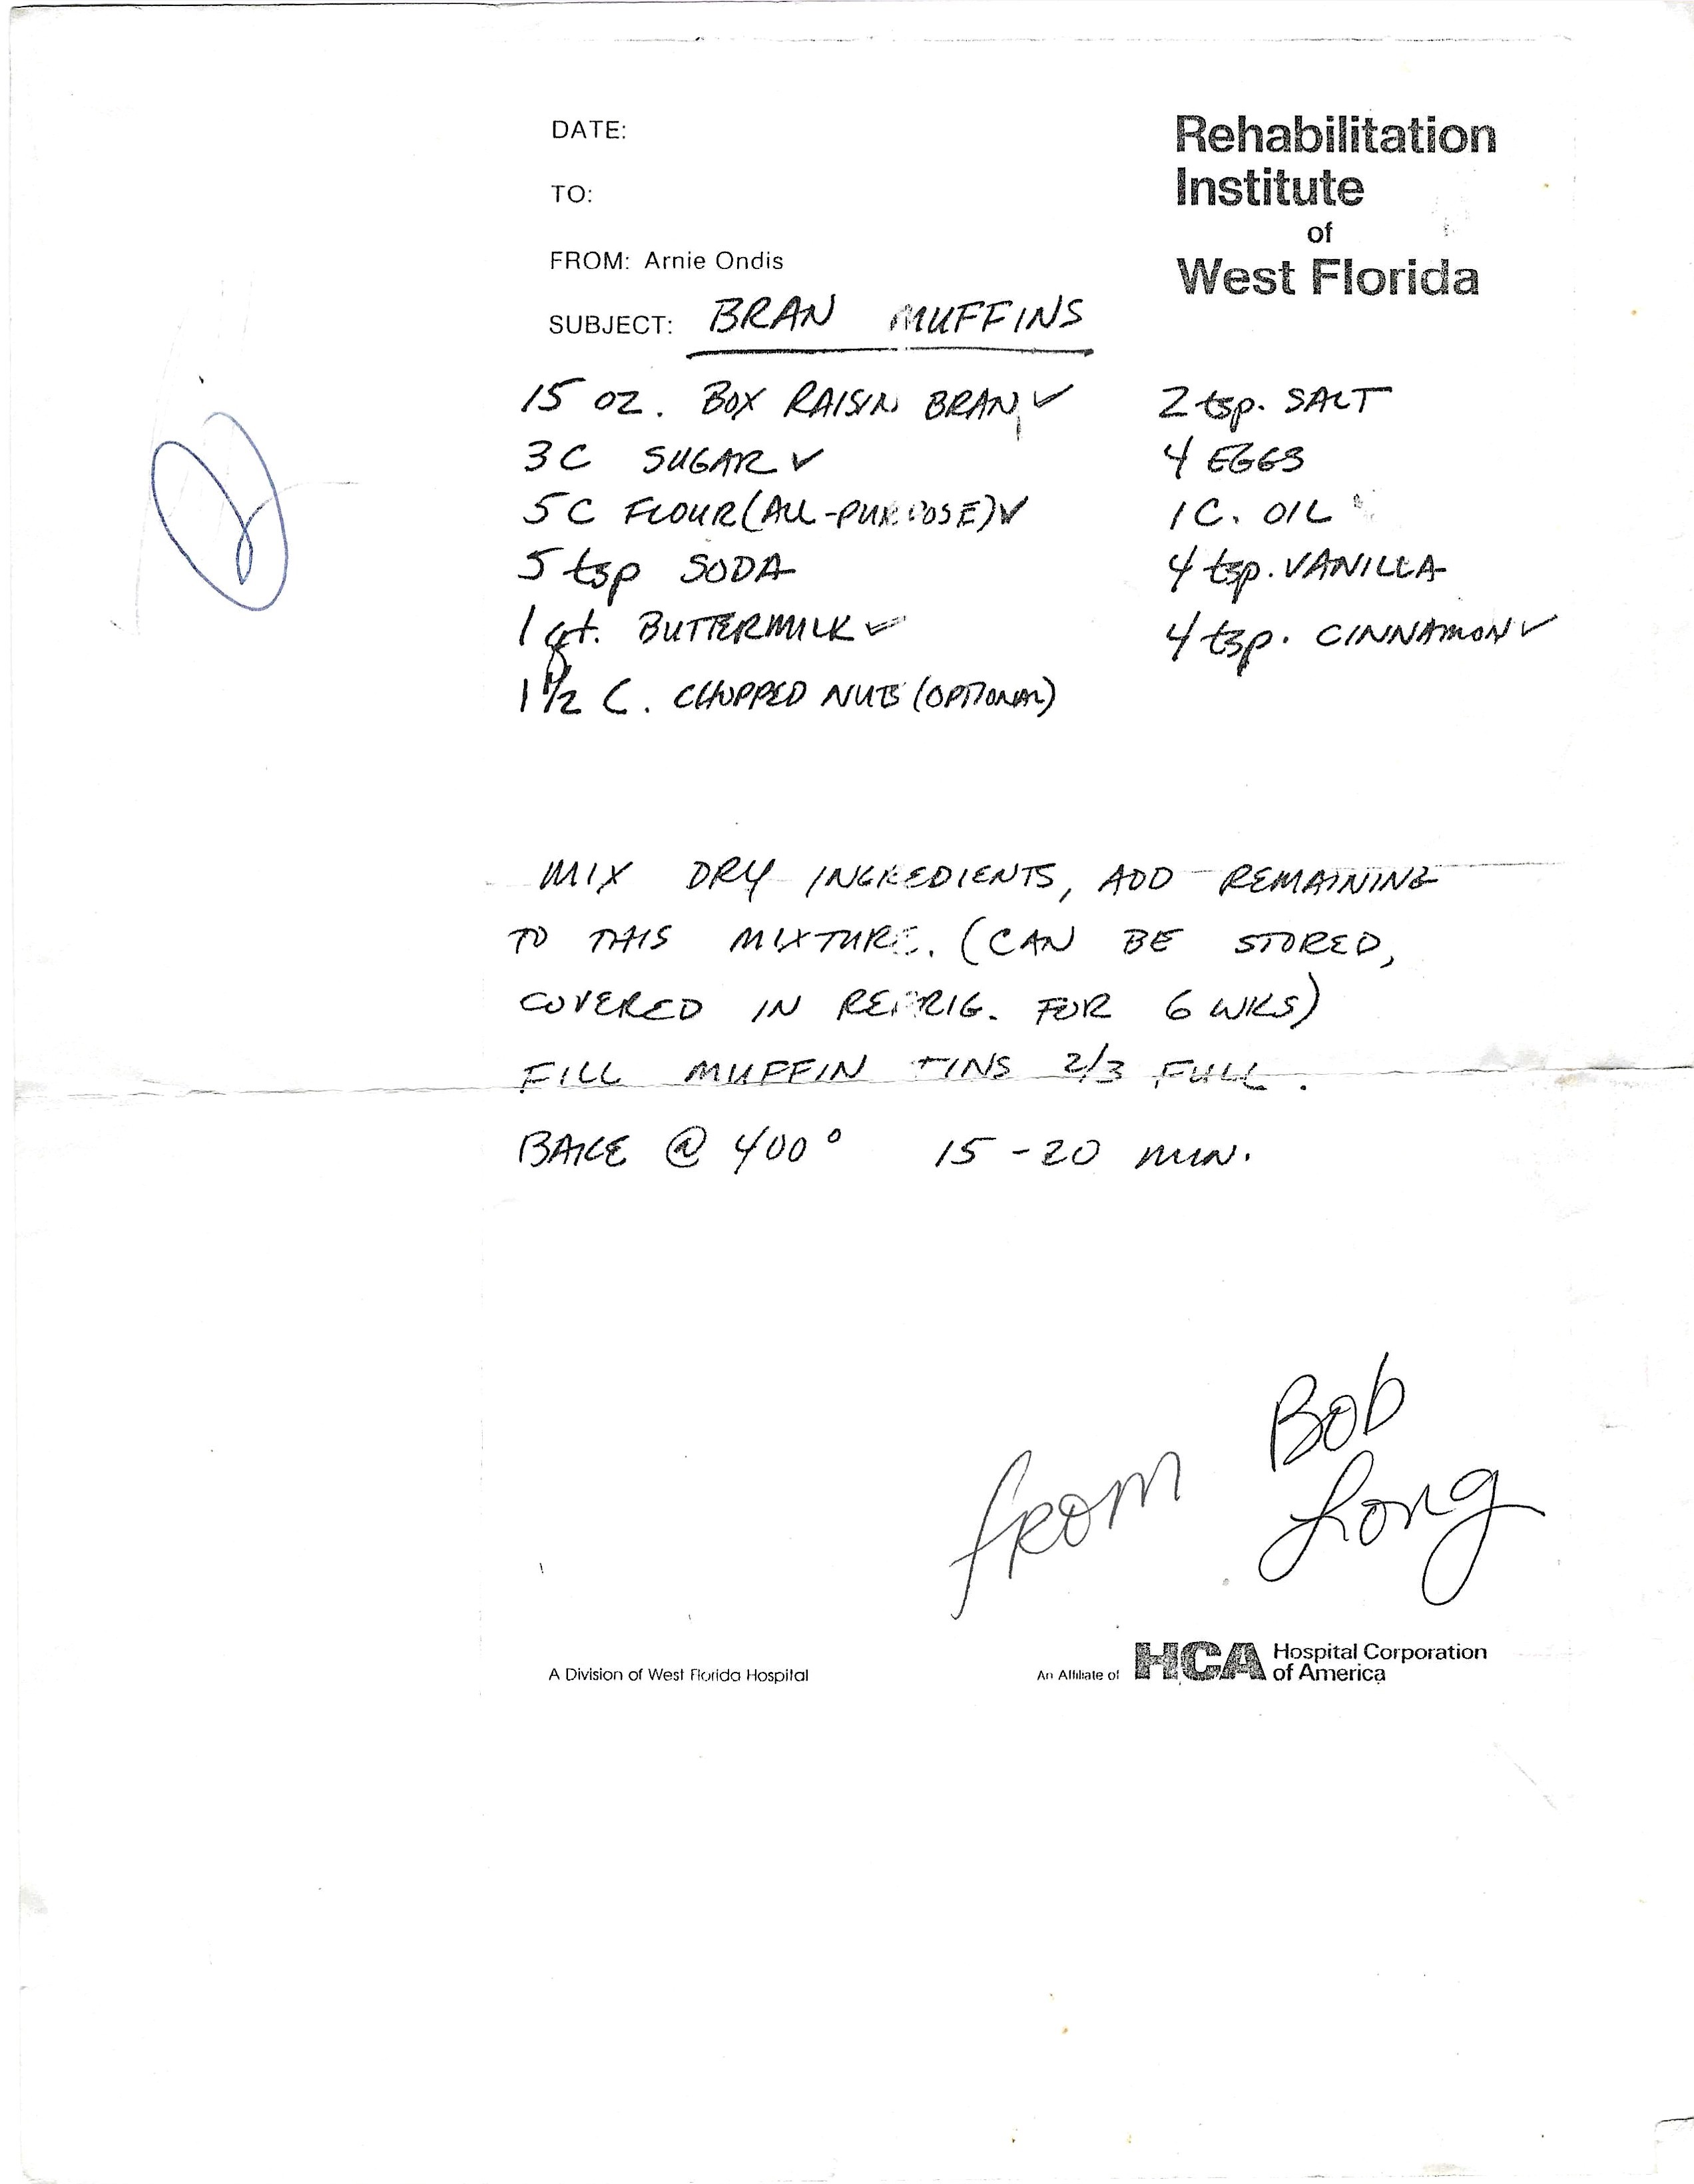 DATE:
Rehabilitation
Institute
of
West Florida
TO:
FROM: Arnie Ondis
SUBJECT: BRAN MUFFINS
15 OZ. BOX RAISIN BRAN ✓
3C SUGAR ✓
5C FLOUR (ALL-PURPOSE) ✓
5 tsp SODA
1 qt. BUTTERMILK ✓
1 1/2 C. CHOPPED NUTS (OPTIONAL)
2 tsp. SALT
4 EGGS
1C. OIL
4 tsp. VANILLA
4 tsp. CINNAMON ✓
MIX DRY INGREDIENTS, ADD REMAINING
TO THIS MIXTURE. (CAN BE STORED,
COVERED IN REFRIG. FOR 6 WKS)
FILL MUFFIN TINS 2/3 FULL.
BAKE @ 400° 15-20 MIN.
from Bob
Long
A Division of West Florida Hospital
An Affiliate of HCA Hospital Corporation
of America